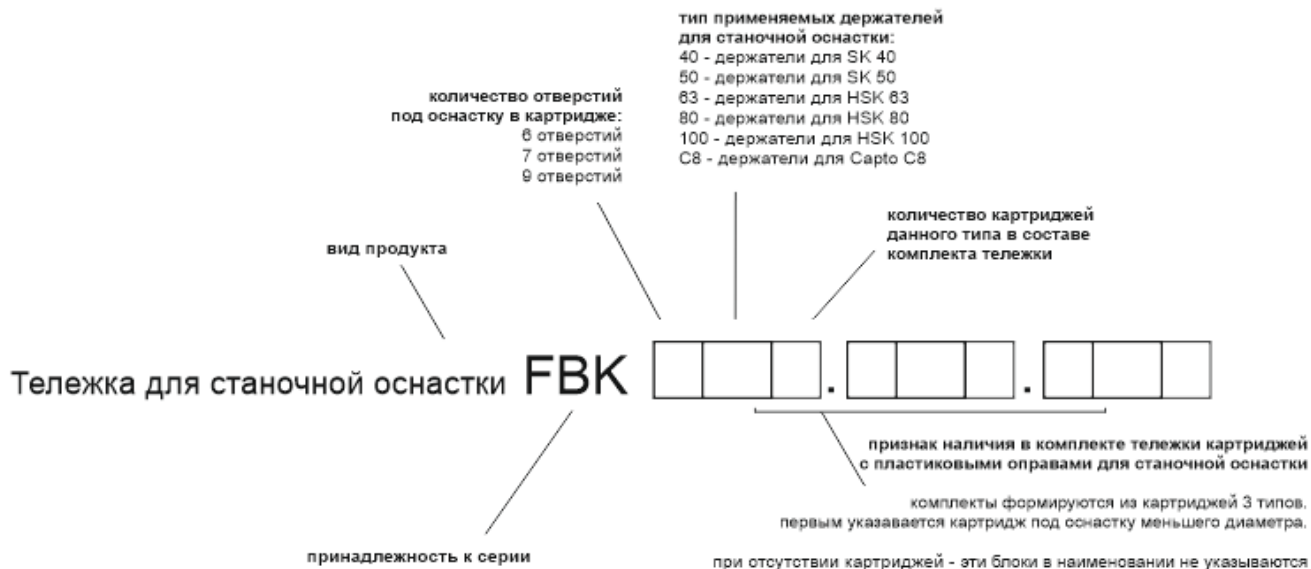 тип применяемых держателей
для станочной оснастки:
40 - держатели для SK 40
50 - держатели для SK 50
63 - держатели для HSK 63
80 - держатели для HSK 80
100 - держатели для HSK 100
C8 - держатели для Capto C8
количество отверстий
под оснастку в картридже:
6 отверстий
7 отверстий
9 отверстий
количество картриджей
данного типа в составе
комплекта тележки
вид продукта
Тележка для станочной оснастки FBK . .
признак наличия в комплекте тележки картриджей
с пластиковыми оправами для станочной оснастки
комплекты формируются из картриджей 3 типов.
первым указавается картридж под оснастку меньшего диаметра.
принадлежность к серии
при отсутствии картриджей - эти блоки в наименовании не указываются